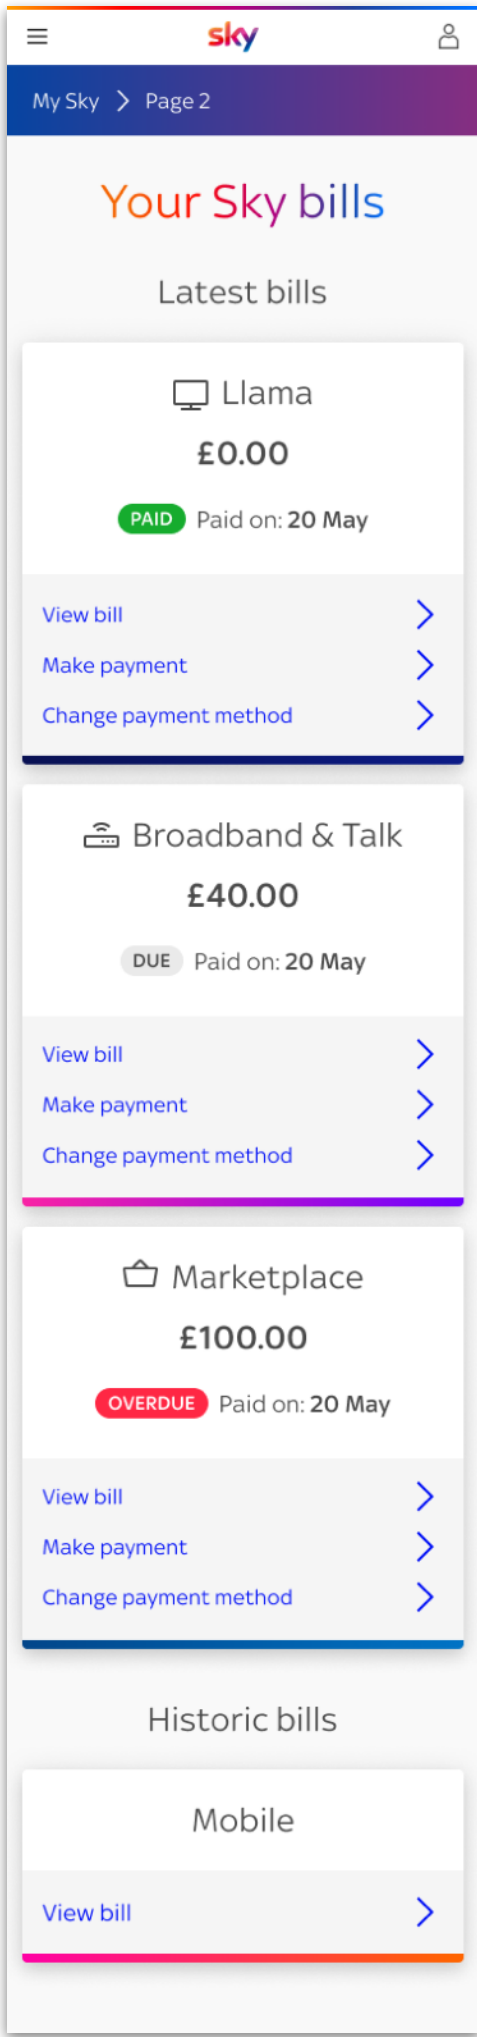 sky
My Sky > Page 2
Your Sky bills
Latest bills
Llama
£0.00
PAID Paid on: 20 May
View bill
Make payment
Change payment method
Broadband & Talk
£40.00
DUE Paid on: 20 May
View bill
Make payment
Change payment method
Marketplace
£100.00
OVERDUE Paid on: 20 May
View bill
Make payment
Change payment method
Historic bills
Mobile
View bill